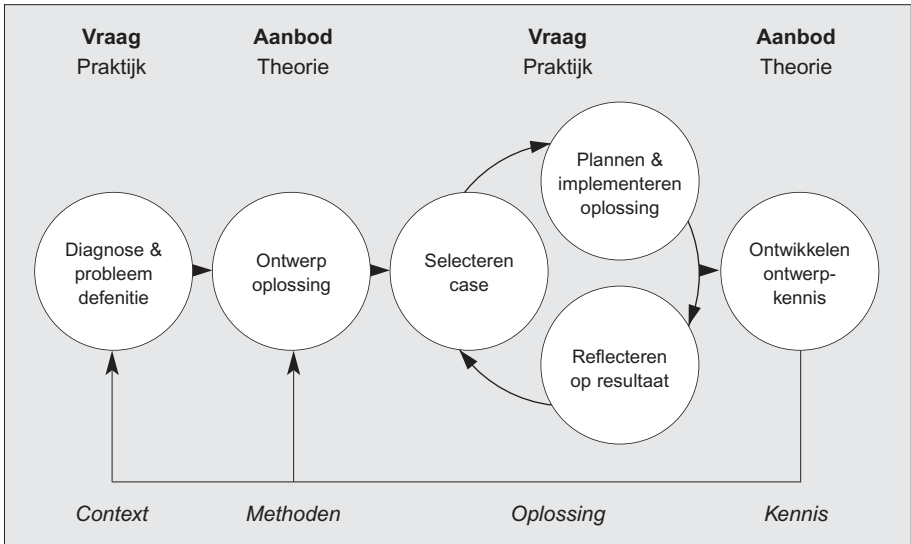 Vraag
Praktijk
Aanbod
Theorie
Vraag
Praktijk
Aanbod
Theorie
Diagnose &
probleem
defenitie
Ontwerp
oplossing
Selecteren
case
Plannen &
implementeren
oplossing
Reflecteren
op resultaat
Ontwikkelen
ontwerp-
kennis
Context
Methoden
Oplossing
Kennis